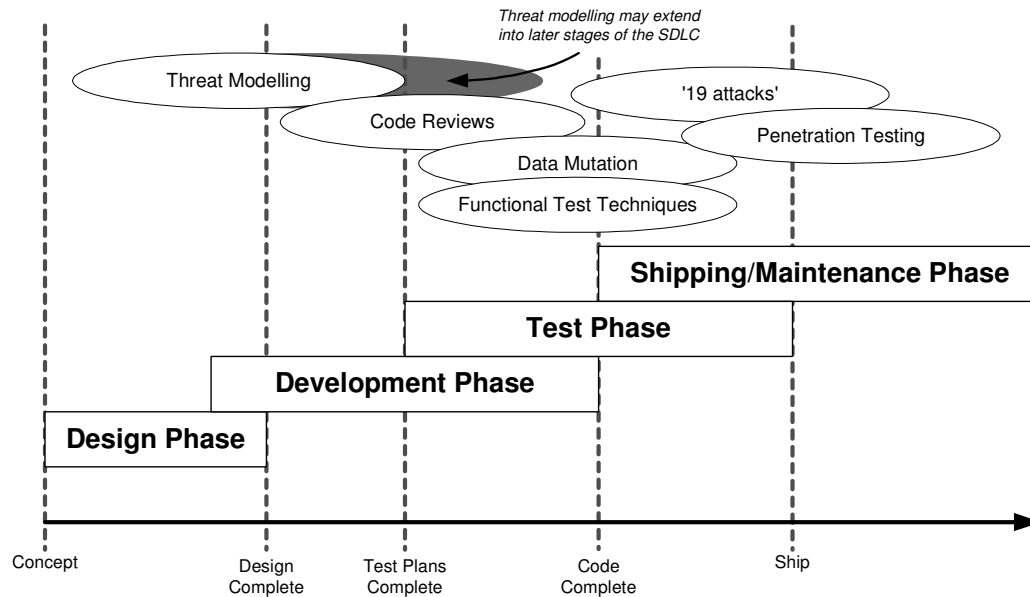 Threat modelling may extend
into later stages of the SDLC
Threat Modelling
'19 attacks'
Code Reviews
Penetration Testing
Data Mutation
Functional Test Techniques
Shipping/Maintenance Phase
Test Phase
Development Phase
Design Phase
Concept
Design
Complete
Test Plans
Complete
Code
Complete
Ship